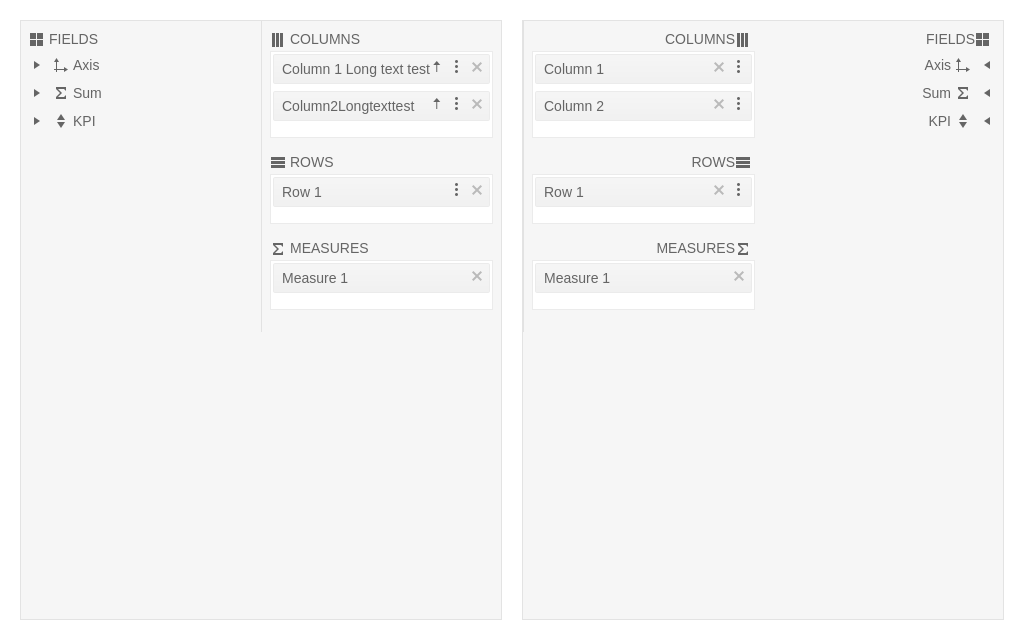 FIELDS
Axis
Sum
KPI
COLUMNS
Column 1 Long text test
Column2Longtexttest
ROWS
Row 1
MEASURES
Measure 1
COLUMNS
Column 1
Column 2
ROWS
Row 1
MEASURES
Measure 1
FIELDS
Axis
Sum
KPI